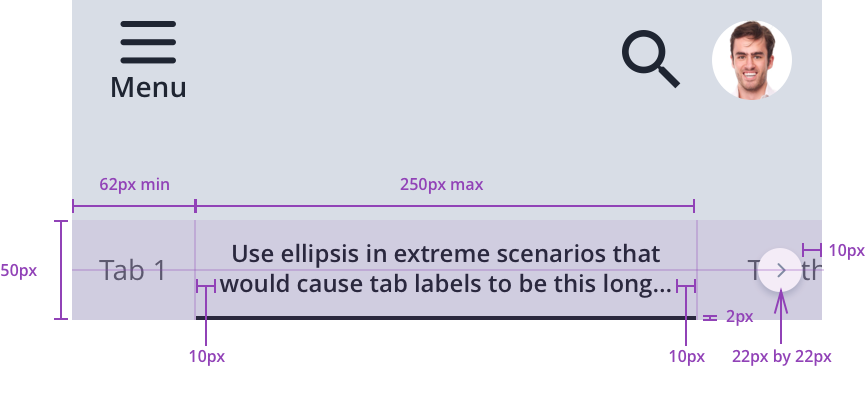 Menu
62px min
250px max
50px
Tab 1
Use ellipsis in extreme scenarios that
would cause tab labels to be this long...
T
th
10px
10px
10px
2px
22px by 22px